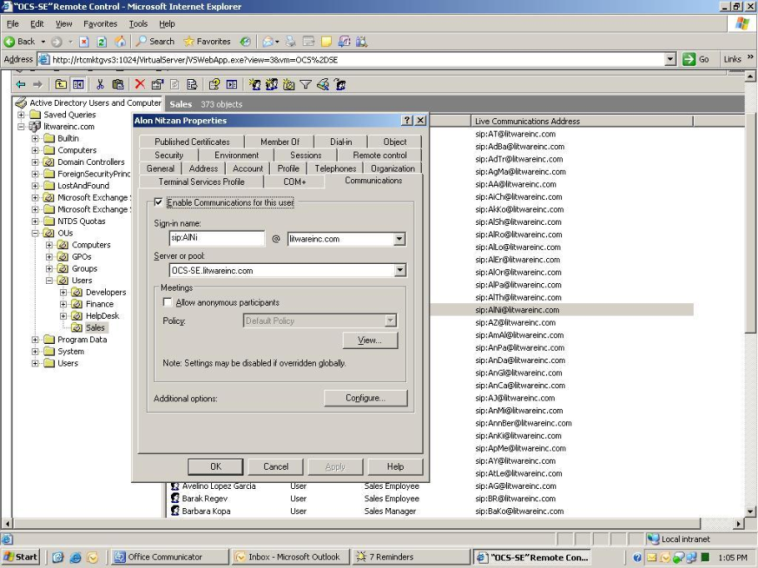 "OCS-SE"Remote Control - Microsoft Internet Explorer
File Edit View Favorites Tools Help
Back Search Favorites
Address http://rtcmktgvs3:1024/VirtualServer/VSWebApp.exe?view=3&vm=OCS%2DSE Go Links »
Active Directory Users and Computer
Saved Queries
litwareinc.com
Builtin
Computers
Domain Controllers
ForeignSecurityPrinc
LostAndFound
Microsoft Exchange
Microsoft Exchange
NTDS Quotas
OUs
Computers
GPOs
Groups
Users
Developers
Finance
HelpDesk
Sales
Program Data
System
Users
Sales 373 objects
Alon Nitzan Properties
Published Certificates Member Of Dial-in Object
Security Environment Sessions Remote control
General Address Account Profile Telephones Organization
Terminal Services Profile COM+ Communications
Enable Communications for this user
Sign-in name:
sip:AlNi @ litwareinc.com
Server or pool:
OCS-SE.litwareinc.com
Meetings
Allow anonymous participants
Policy: Default Policy
View...
Note: Settings may be disabled if overridden globally.
Additional options: Configure...
OK Cancel Apply Help
Live Communications Address
sip:AT@litwareinc.com
sip:AdBa@litwareinc.com
sip:AdTr@litwareinc.com
sip:AgMa@litwareinc.com
sip:AA@litwareinc.com
sip:AiCh@litwareinc.com
sip:AkKo@litwareinc.com
sip:AlSh@litwareinc.com
sip:AlRo@litwareinc.com
sip:AlLo@litwareinc.com
sip:AlEr@litwareinc.com
sip:AlOr@litwareinc.com
sip:AlPa@litwareinc.com
sip:AlTh@litwareinc.com
sip:AlNi@litwareinc.com
sip:AZ@litwareinc.com
sip:AmAl@litwareinc.com
sip:AnPa@litwareinc.com
sip:AnDa@litwareinc.com
sip:AnGl@litwareinc.com
sip:AnCa@litwareinc.com
sip:AJ@litwareinc.com
sip:AnMi@litwareinc.com
sip:AnnBer@litwareinc.com
sip:AnKi@litwareinc.com
sip:ApMe@litwareinc.com
sip:AY@litwareinc.com
sip:AtLe@litwareinc.com
Avelino Lopez Garcia User Sales Employee sip:AG@litwareinc.com
Barak Regev User Sales Employee sip:BR@litwareinc.com
Barbara Kopa User Sales Manager sip:BaKo@litwareinc.com
Local intranet
Start Office Communicator Inbox - Microsoft Outlook 7 Reminders "OCS-SE"Remote Con... 1:05 PM